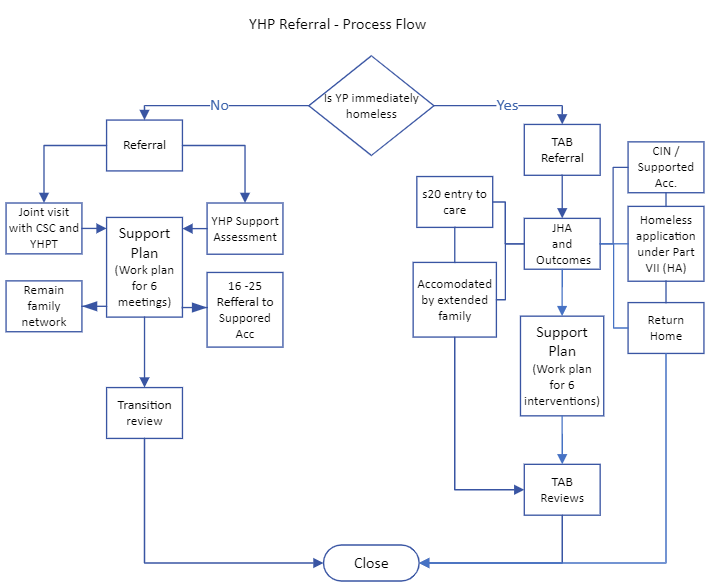 YHP Referral - Process Flow
Is YP immediately
homeless
No
Yes
Referral
Joint visit
with CSC and
YHPT
YHP Support
Assessment
Support
Plan
(Work plan
for 6
meetings)
Remain
family
network
16 -25
Refferal to
Suppored
Acc
Transition
review
TAB
Referral
s20 entry to
care
JHA
and
Outcomes
CIN /
Supported
Acc.
Homeless
application
under Part
VII (HA)
Return
Home
Accomodated
by extended
family
Support
Plan
(Work plan
for 6
interventions)
TAB
Reviews
Close